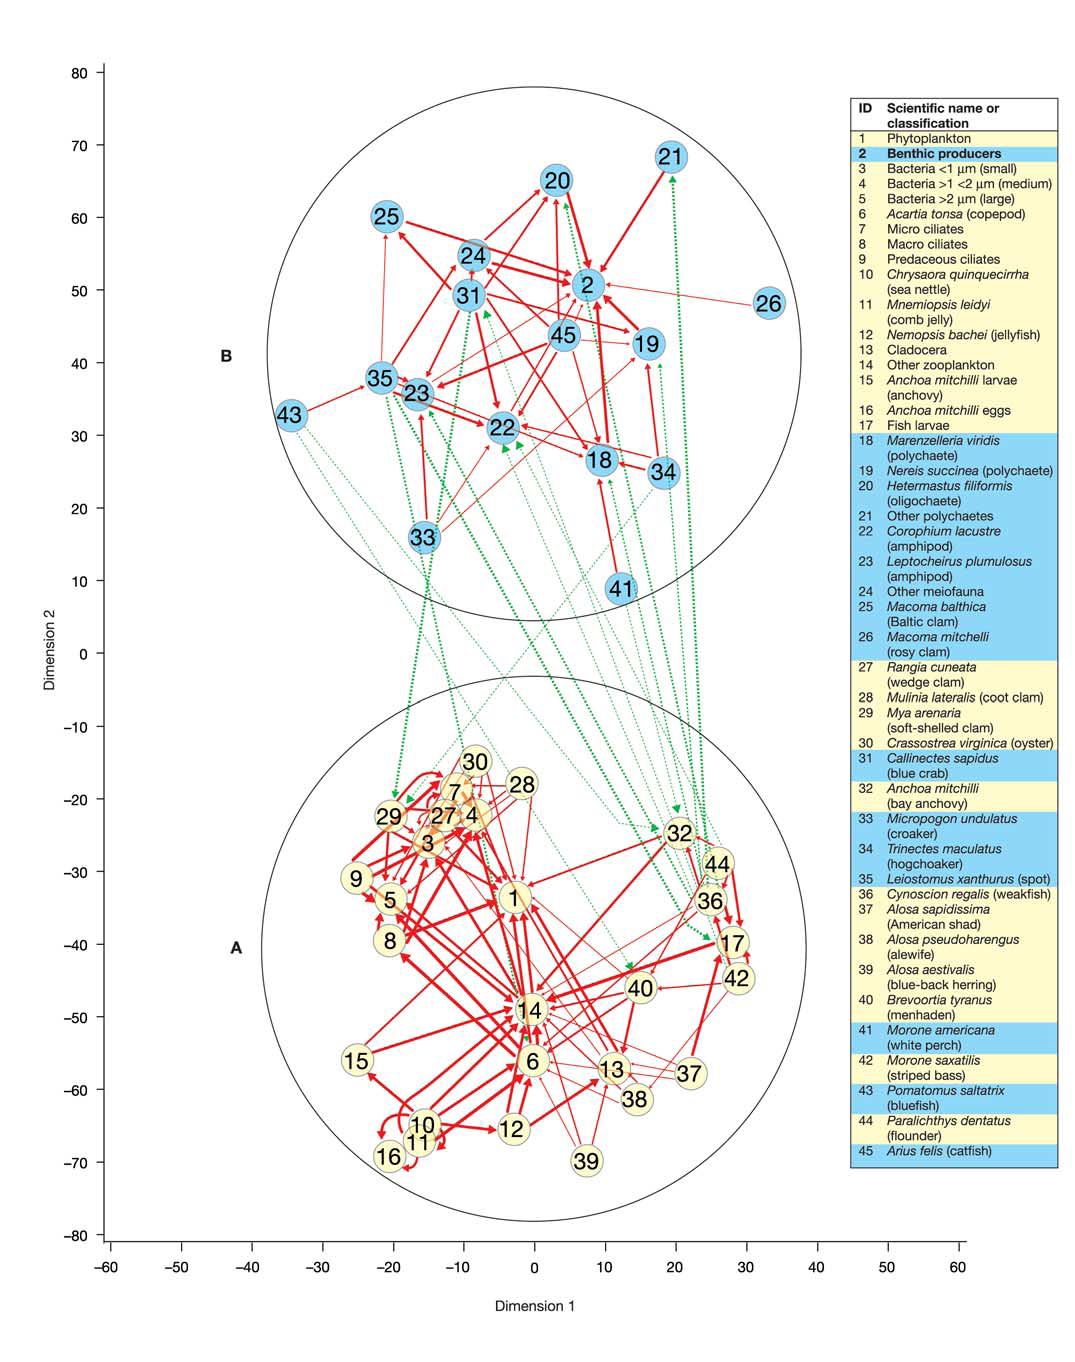 80
70
60
50
40
30
20
10
0
–10
–20
–30
–40
–50
–60
–70
–80
Dimension 2
–60 –50 –40 –30 –20 –10 0 10 20 30 40 50 60
Dimension 1
B
21
20
25
24
2
31
26
45
19
35
23
43
22
18
34
33
41
A
30
7
28
29
27
4
32
3
44
9
5
1
36
8
17
42
40
14
15
6
13
37
38
10
12
11
16
39
ID Scientific name or
classification
1 Phytoplankton
2 Benthic producers
3 Bacteria <1 µm (small)
4 Bacteria >1 <2 µm (medium)
5 Bacteria >2 µm (large)
6 Acartia tonsa (copepod)
7 Micro ciliates
8 Macro ciliates
9 Predaceous ciliates
10 Chrysaora quinquecirrha
(sea nettle)
11 Mnemiopsis leidyi
(comb jelly)
12 Nemopsis bachei (jellyfish)
13 Cladocera
14 Other zooplankton
15 Anchoa mitchilli larvae
(anchovy)
16 Anchoa mitchilli eggs
17 Fish larvae
18 Marenzelleria viridis
(polychaete)
19 Nereis succinea (polychaete)
20 Hetermastus filiformis
(oligochaete)
21 Other polychaetes
22 Corophium lacustre
(amphipod)
23 Leptocheirus plumulosus
(amphipod)
24 Other meiofauna
25 Macoma balthica
(Baltic clam)
26 Macoma mitchelli
(rosy clam)
27 Rangia cuneata
(wedge clam)
28 Mulinia lateralis (coot clam)
29 Mya arenaria
(soft-shelled clam)
30 Crassostrea virginica (oyster)
31 Callinectes sapidus
(blue crab)
32 Anchoa mitchilli
(bay anchovy)
33 Micropogon undulatus
(croaker)
34 Trinectes maculatus
(hogchoaker)
35 Leiostomus xanthurus (spot)
36 Cynoscion regalis (weakfish)
37 Alosa sapidissima
(American shad)
38 Alosa pseudoharengus
(alewife)
39 Alosa aestivalis
(blue-back herring)
40 Brevoortia tyranus
(menhaden)
41 Morone americana
(white perch)
42 Morone saxatilis
(striped bass)
43 Pomatomus saltatrix
(bluefish)
44 Paralichthys dentatus
(flounder)
45 Arius felis (catfish)